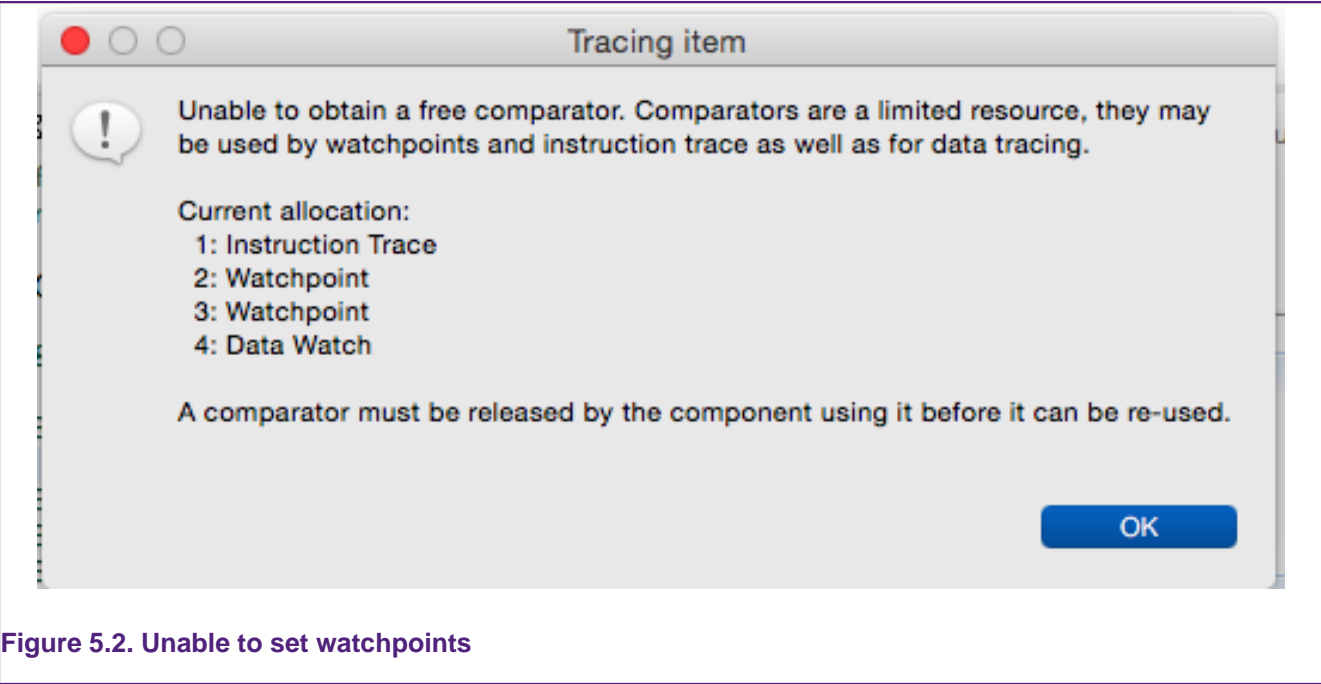 Tracing item
Unable to obtain a free comparator. Comparators are a limited resource, they may
be used by watchpoints and instruction trace as well as for data tracing.
Current allocation:
1: Instruction Trace
2: Watchpoint
3: Watchpoint
4: Data Watch
A comparator must be released by the component using it before it can be re-used.
OK
Figure 5.2. Unable to set watchpoints